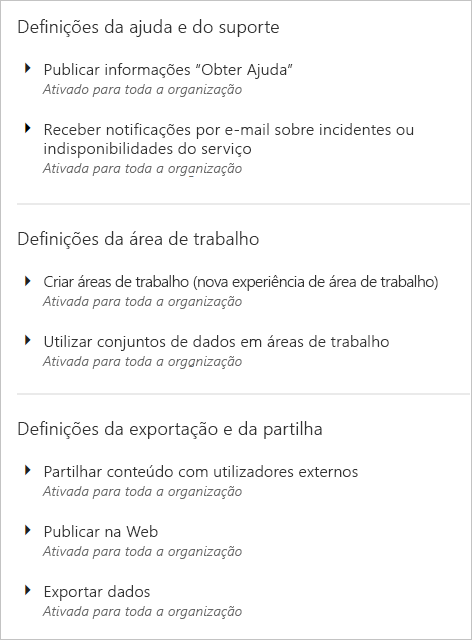 Definições da ajuda e do suporte
Publicar informações "Obter Ajuda"
Ativado para toda a organização
Receber notificações por e-mail sobre incidentes ou
indisponibilidades do serviço
Ativada para toda a organização
Definições da área de trabalho
Criar áreas de trabalho (nova experiência de área de trabalho)
Ativada para toda a organização
Utilizar conjuntos de dados em áreas de trabalho
Ativada para toda a organização
Definições da exportação e da partilha
Partilhar conteúdo com utilizadores externos
Ativada para toda a organização
Publicar na Web
Ativada para toda a organização
Exportar dados
Ativada para toda a organização